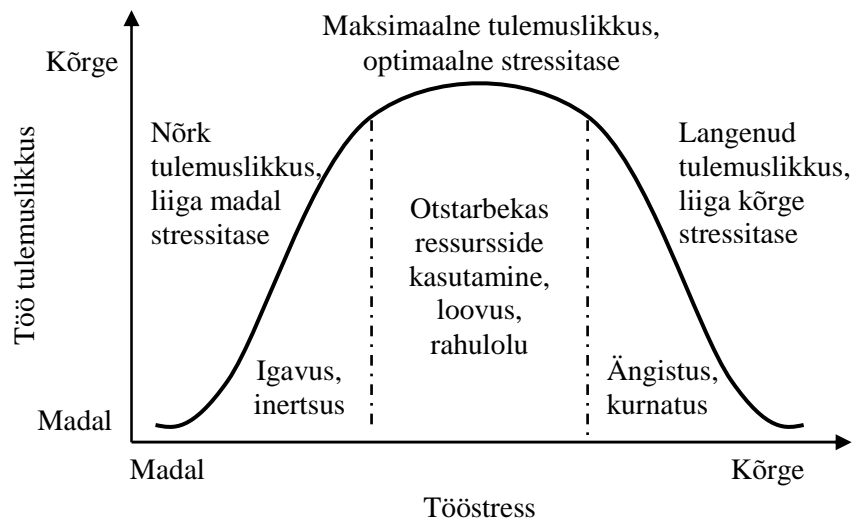 Maksimaalne tulemuslikkus,
optimaalne stressitase
Kõrge
Töö tulemuslikkus
Nõrk
tulemuslikkus,
liiga madal
stressitase
Langenud
tulemuslikkus,
liiga kõrge
stressitase
Otstarbekas
ressursside
kasutamine,
loovus,
rahulolu
Igavus,
inertsus
Ängistus,
kurnatus
Madal
Madal
Kõrge
Tööstress